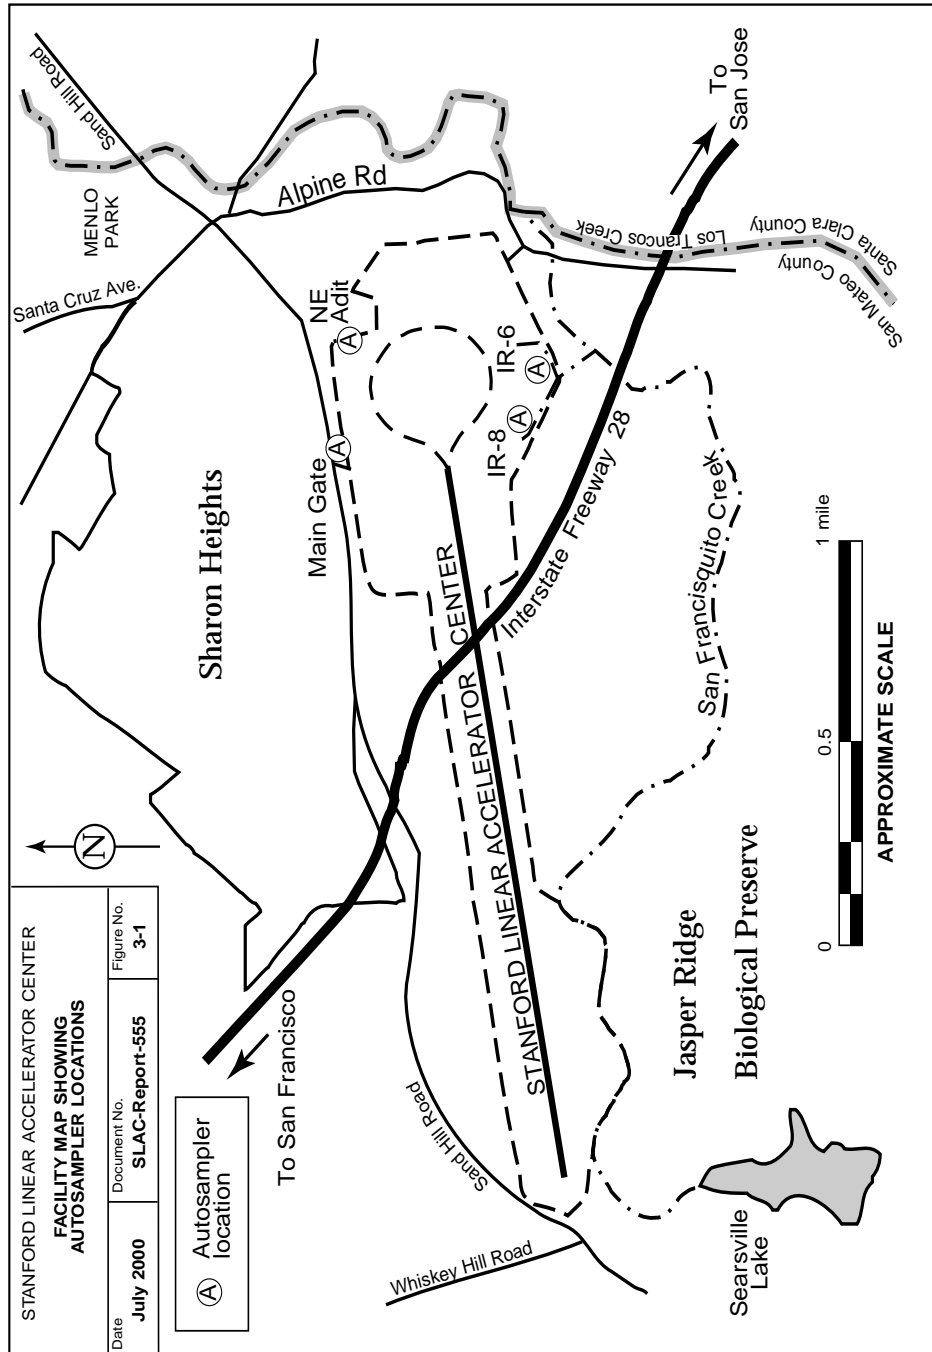 STANFORD LINEAR ACCELERATOR CENTER
FACILITY MAP SHOWING
AUTOSAMPLER LOCATIONS
Date
July 2000
Document No.
SLAC-Report-555
Figure No.
3-1
N
A Autosampler
location
To San Francisco
Sand Hill Road
MENLO
PARK
Santa Cruz Ave.
Alpine Rd
To
San Jose
Los Trancos Creek
Santa Clara County
San Mateo County
NE
Adit
A
IR-6
A
IR-8
A
Main Gate
A
Sharon Heights
Interstate Freeway 28
STANFORD LINEAR ACCELERATOR CENTER
San Francisquito Creek
Jasper Ridge
Biological Preserve
Sand Hill Road
Whiskey Hill Road
Searsville
Lake
0
0.5
1 mile
APPROXIMATE SCALE